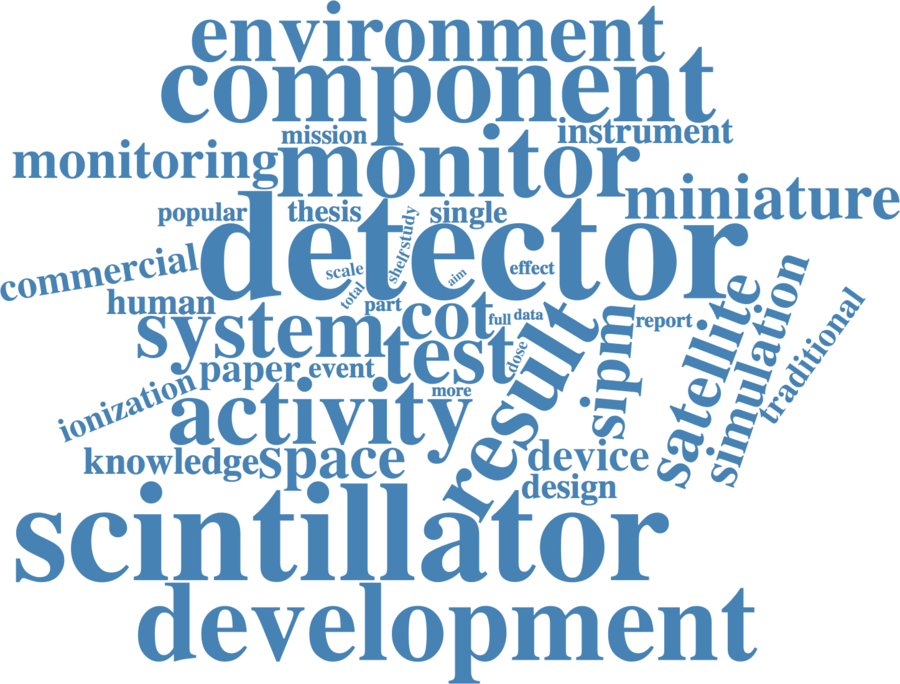 environment
component
mission
instrument
monitoring
monitor
miniature
popular
thesis
single
study
shelf
detector
commercial
scale
total
aim
effect
human
part
cot
full
data
report
system
test
dose
result
sipm
satellite
simulation
traditional
paper
event
more
ionization
activity
knowledge
space
device
design
scintillator
development